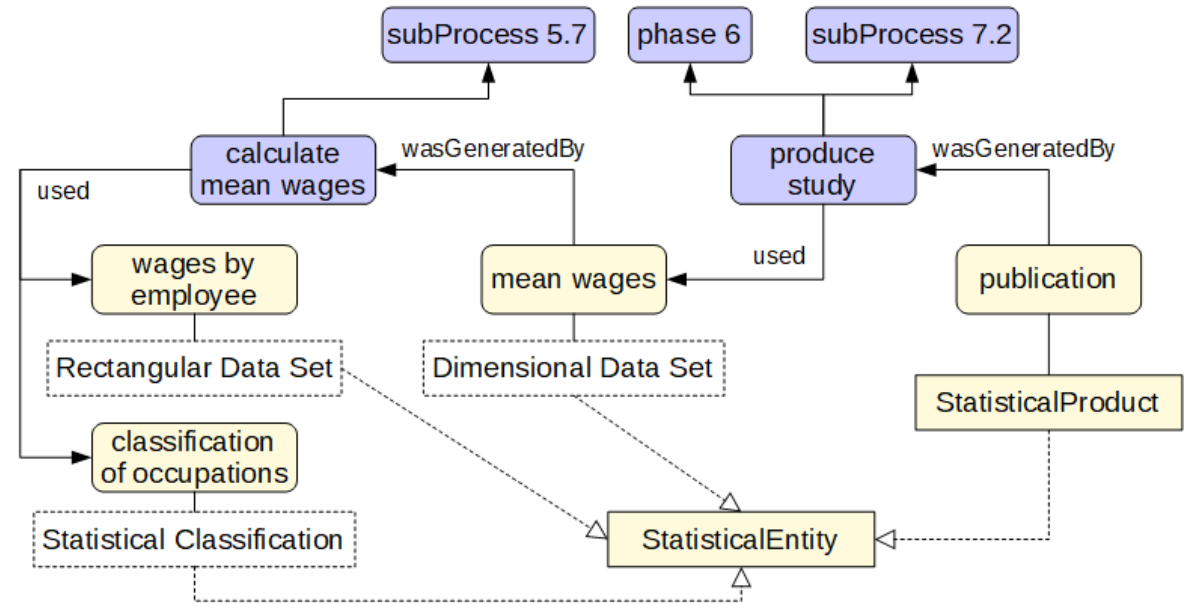 subProcess 5.7
phase 6
subProcess 7.2
calculate
mean wages
wasGeneratedBy
produce
study
wasGeneratedBy
used
wages by
employee
mean wages
used
publication
Rectangular Data Set
Dimensional Data Set
StatisticalProduct
classification
of occupations
Statistical Classification
StatisticalEntity